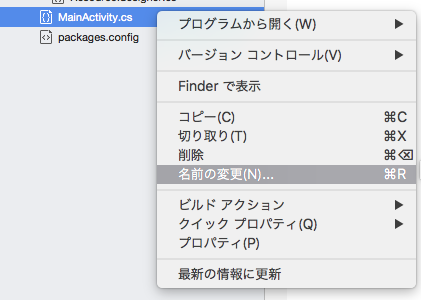 MainActivity.cs
packages.config
プログラムから開く(W)
バージョン コントロール(V)
Finder で表示
コピー(C) ⌘C
切り取り(T) ⌘X
削除 ⌘⌫
名前の変更(N)... ⌘R
ビルド アクション
クイック プロパティ(Q)
プロパティ(P)
最新の情報に更新